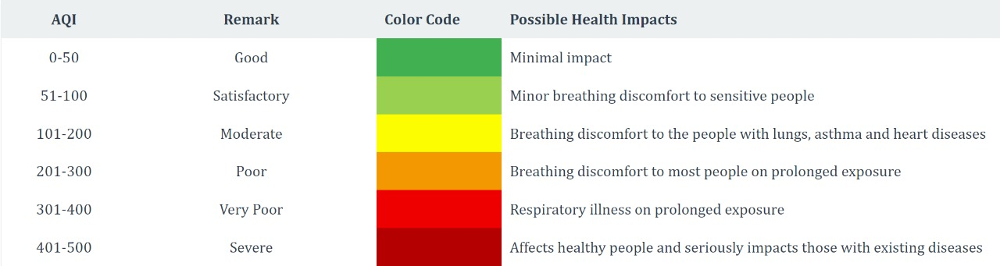 AQI Remark Color Code Possible Health Impacts
0-50 Good Minimal impact
51-100 Satisfactory Minor breathing discomfort to sensitive people
101-200 Moderate Breathing discomfort to the people with lungs, asthma and heart diseases
201-300 Poor Breathing discomfort to most people on prolonged exposure
301-400 Very Poor Respiratory illness on prolonged exposure
401-500 Severe Affects healthy people and seriously impacts those with existing diseases